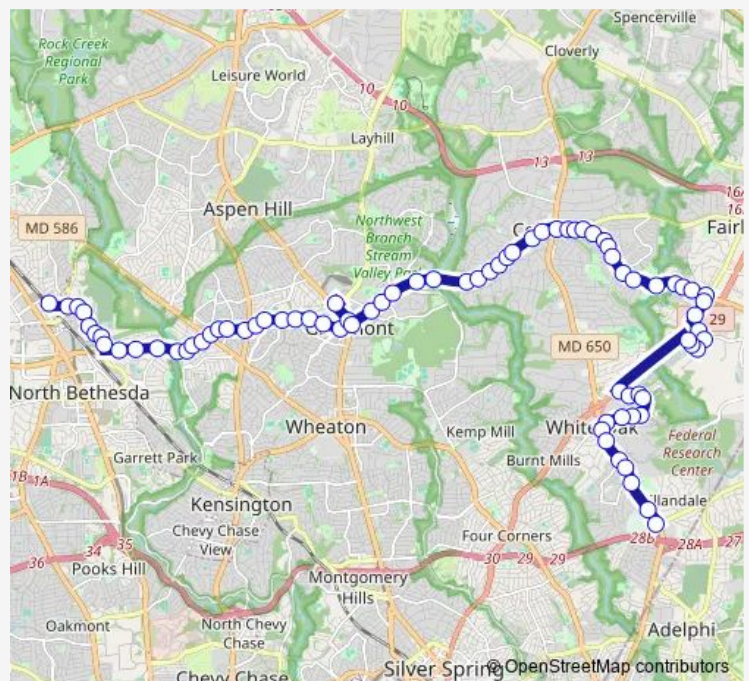 Spencerville
Rock Creek
Regional
Park
Cloverly
Leisure World
10
10
Layhill
13
13
16
Aspen Hill
Northwest
Branch
Stream
Valley
MD 586
29
MD 650
North Bethesda
Wheaton
Kemp Mill
Federal
Research
Center
Burnt Mills
Garrett Park
1B
1A
Kensington
Chevy Chase
View
Four Corners
28B
28A
27
30
29
29
36
34
35
Pooks Hill
Montgomery
Hills
Oakmont
North Chevy
Chase
Adelphi
Chevy Chase
Silver Spring
© OpenStreetMap contributors